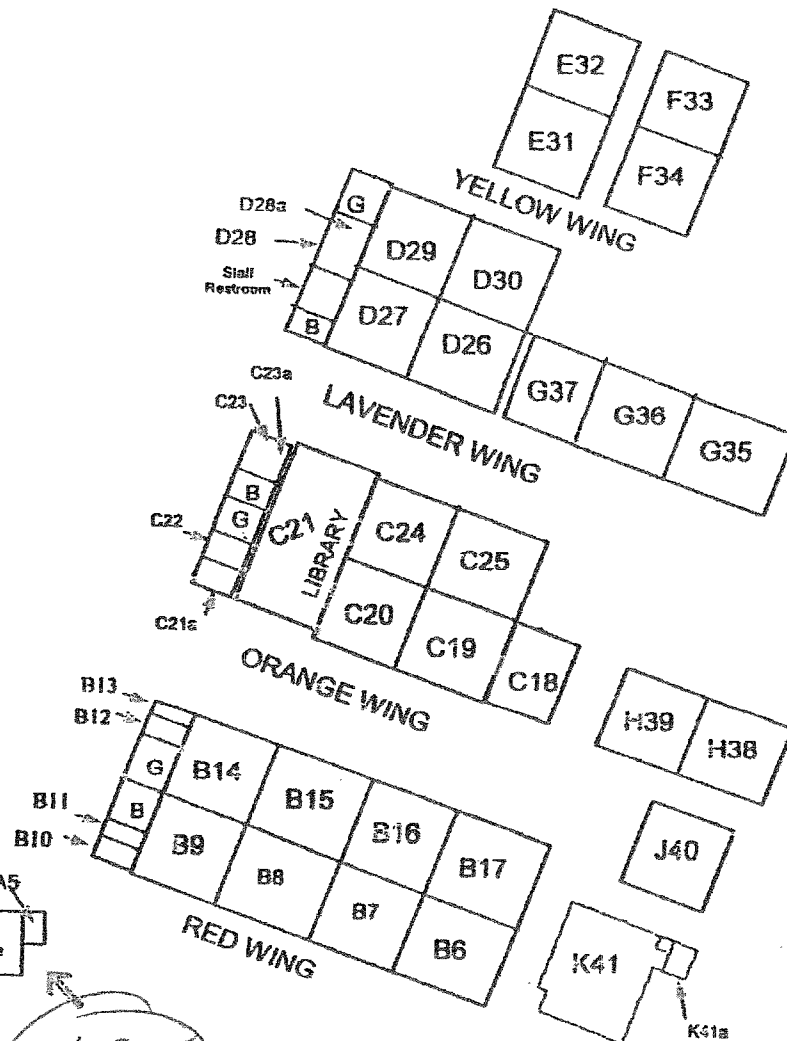 E32
F33
E31
F34
YELLOW WING
D28a
G
D28
D29
D30
Staff
Restroom
D27
B
D26
G37
G36
G35
LAVENDER WING
C23a
C23
B
G
C22
C21
LIBRARY
C24
C25
C20
C19
C18
C21a
ORANGE WING
H39
H38
B13
B12
G
B14
B15
B16
B17
B11
B
B10
B9
B8
B7
B6
RED WING
J40
A5
K41
K41a